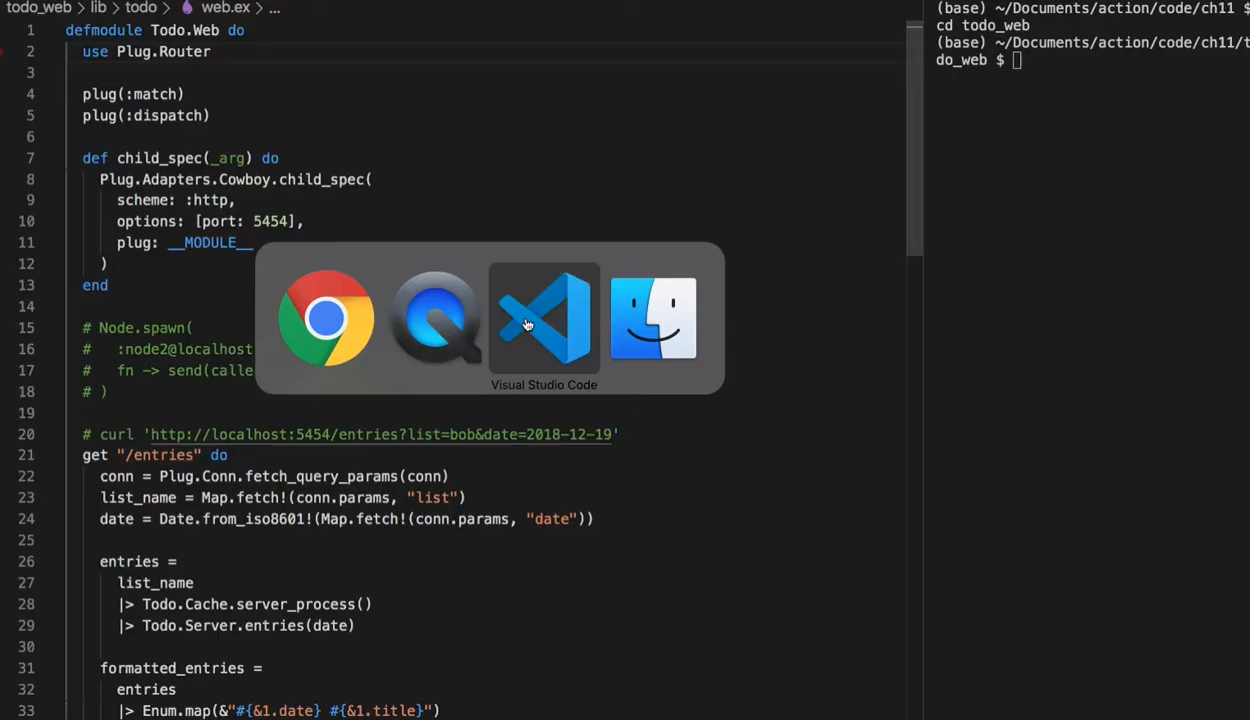 todo_web > lib > todo > web.ex > ...
1 defmodule Todo.Web do
2 use Plug.Router
3
4 plug(:match)
5 plug(:dispatch)
6
7 def child_spec(_arg) do
8 Plug.Adapters.Cowboy.child_spec(
9 scheme: :http,
10 options: [port: 5454],
11 plug: __MODULE__
12 )
13 end
14
15 # Node.spawn(
16 # :node2@localhost
17 # fn -> send(calle
18 # )
19
20 # curl 'http://localhost:5454/entries?list=bob&date=2018-12-19'
21 get "/entries" do
22 conn = Plug.Conn.fetch_query_params(conn)
23 list_name = Map.fetch!(conn.params, "list")
24 date = Date.from_iso8601!(Map.fetch!(conn.params, "date"))
25
26 entries =
27 list_name
28 |> Todo.Cache.server_process()
29 |> Todo.Server.entries(date)
30
31 formatted_entries =
32 entries
33 |> Enum.map(&"#{&1.date} #{&1.title}")
Visual Studio Code
(base) ~/Documents/action/code/ch11 $
cd todo_web
(base) ~/Documents/action/code/ch11/t
do_web $